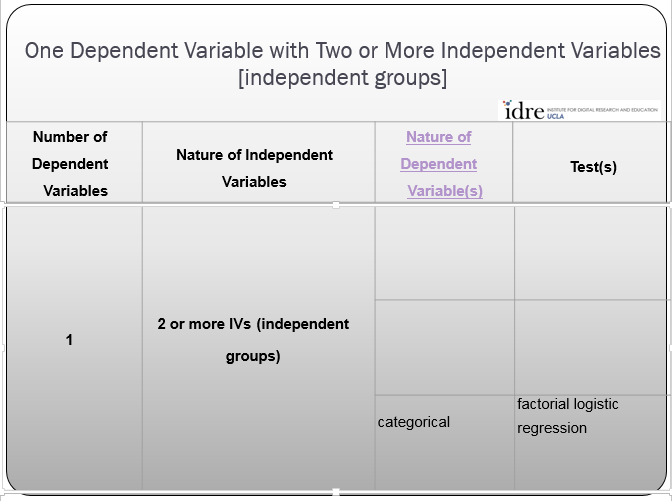 One Dependent Variable with Two or More Independent Variables
[independent groups]
idre INSTITUTE FOR DIGITAL RESEARCH AND EDUCATION
UCLA
Number of
Dependent
Variables
Nature of Independent
Variables
Nature of
Dependent
Variable(s)
Test(s)
1
2 or more IVs (independent
groups)
categorical
factorial logistic
regression